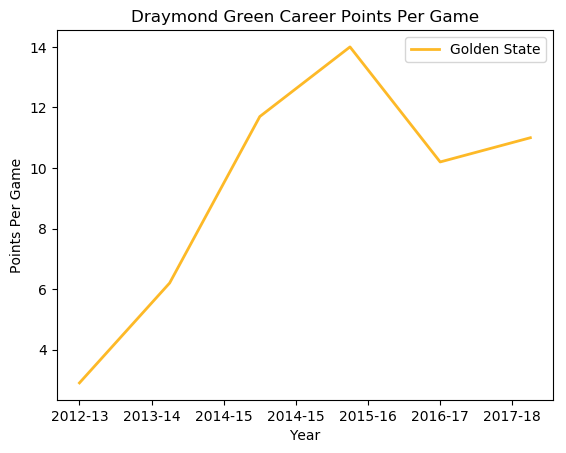 Draymond Green Career Points Per Game
Golden State
14
12
10
8
6
4
Points Per Game
2012-13 2013-14 2014-15 2014-15 2015-16 2016-17 2017-18
Year